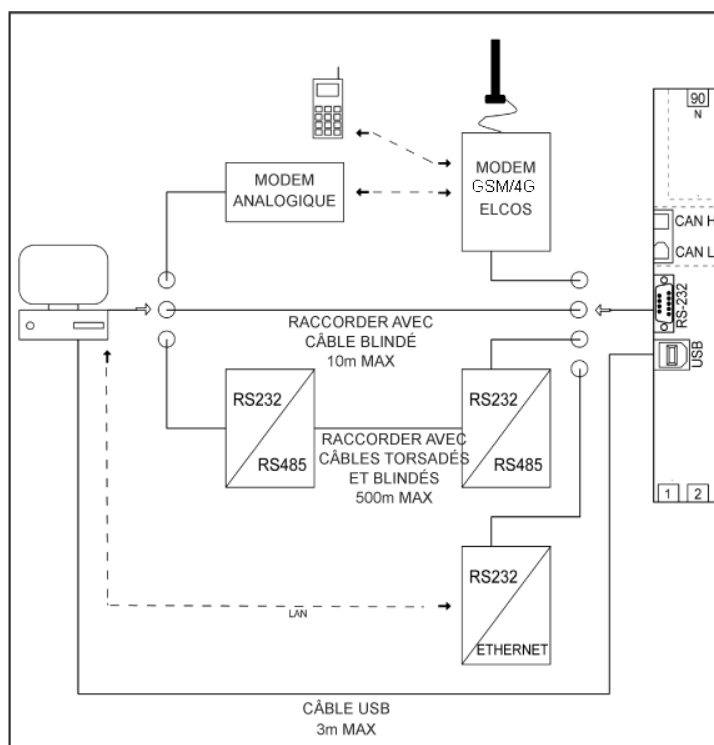 90
N
MODEM
GSM/4G
ELCOS
MODEM
ANALOGIQUE
CAN H
CAN L
RS-232
RACCORDER AVEC
CÂBLE BLINDÉ
10m MAX
USB
RS232
RS485
RS232
RS485
RACCORDER AVEC
CÂBLES TORSADÉS
ET BLINDÉS
500m MAX
1 2
RS232
ETHERNET
LAN
CÂBLE USB
3m MAX